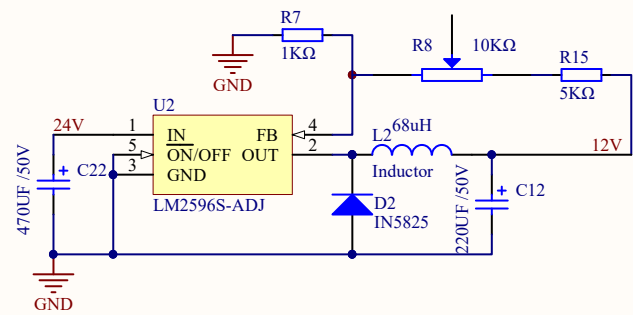 R7
1KΩ
GND
R8
10KΩ
R15
5KΩ
U2
24V
1
IN
FB
4
L2
68uH
5
ON/OFF
OUT
2
12V
3
GND
Inductor
C22
470UF /50V
LM2596S-ADJ
D2
IN5825
C12
220UF /50V
GND